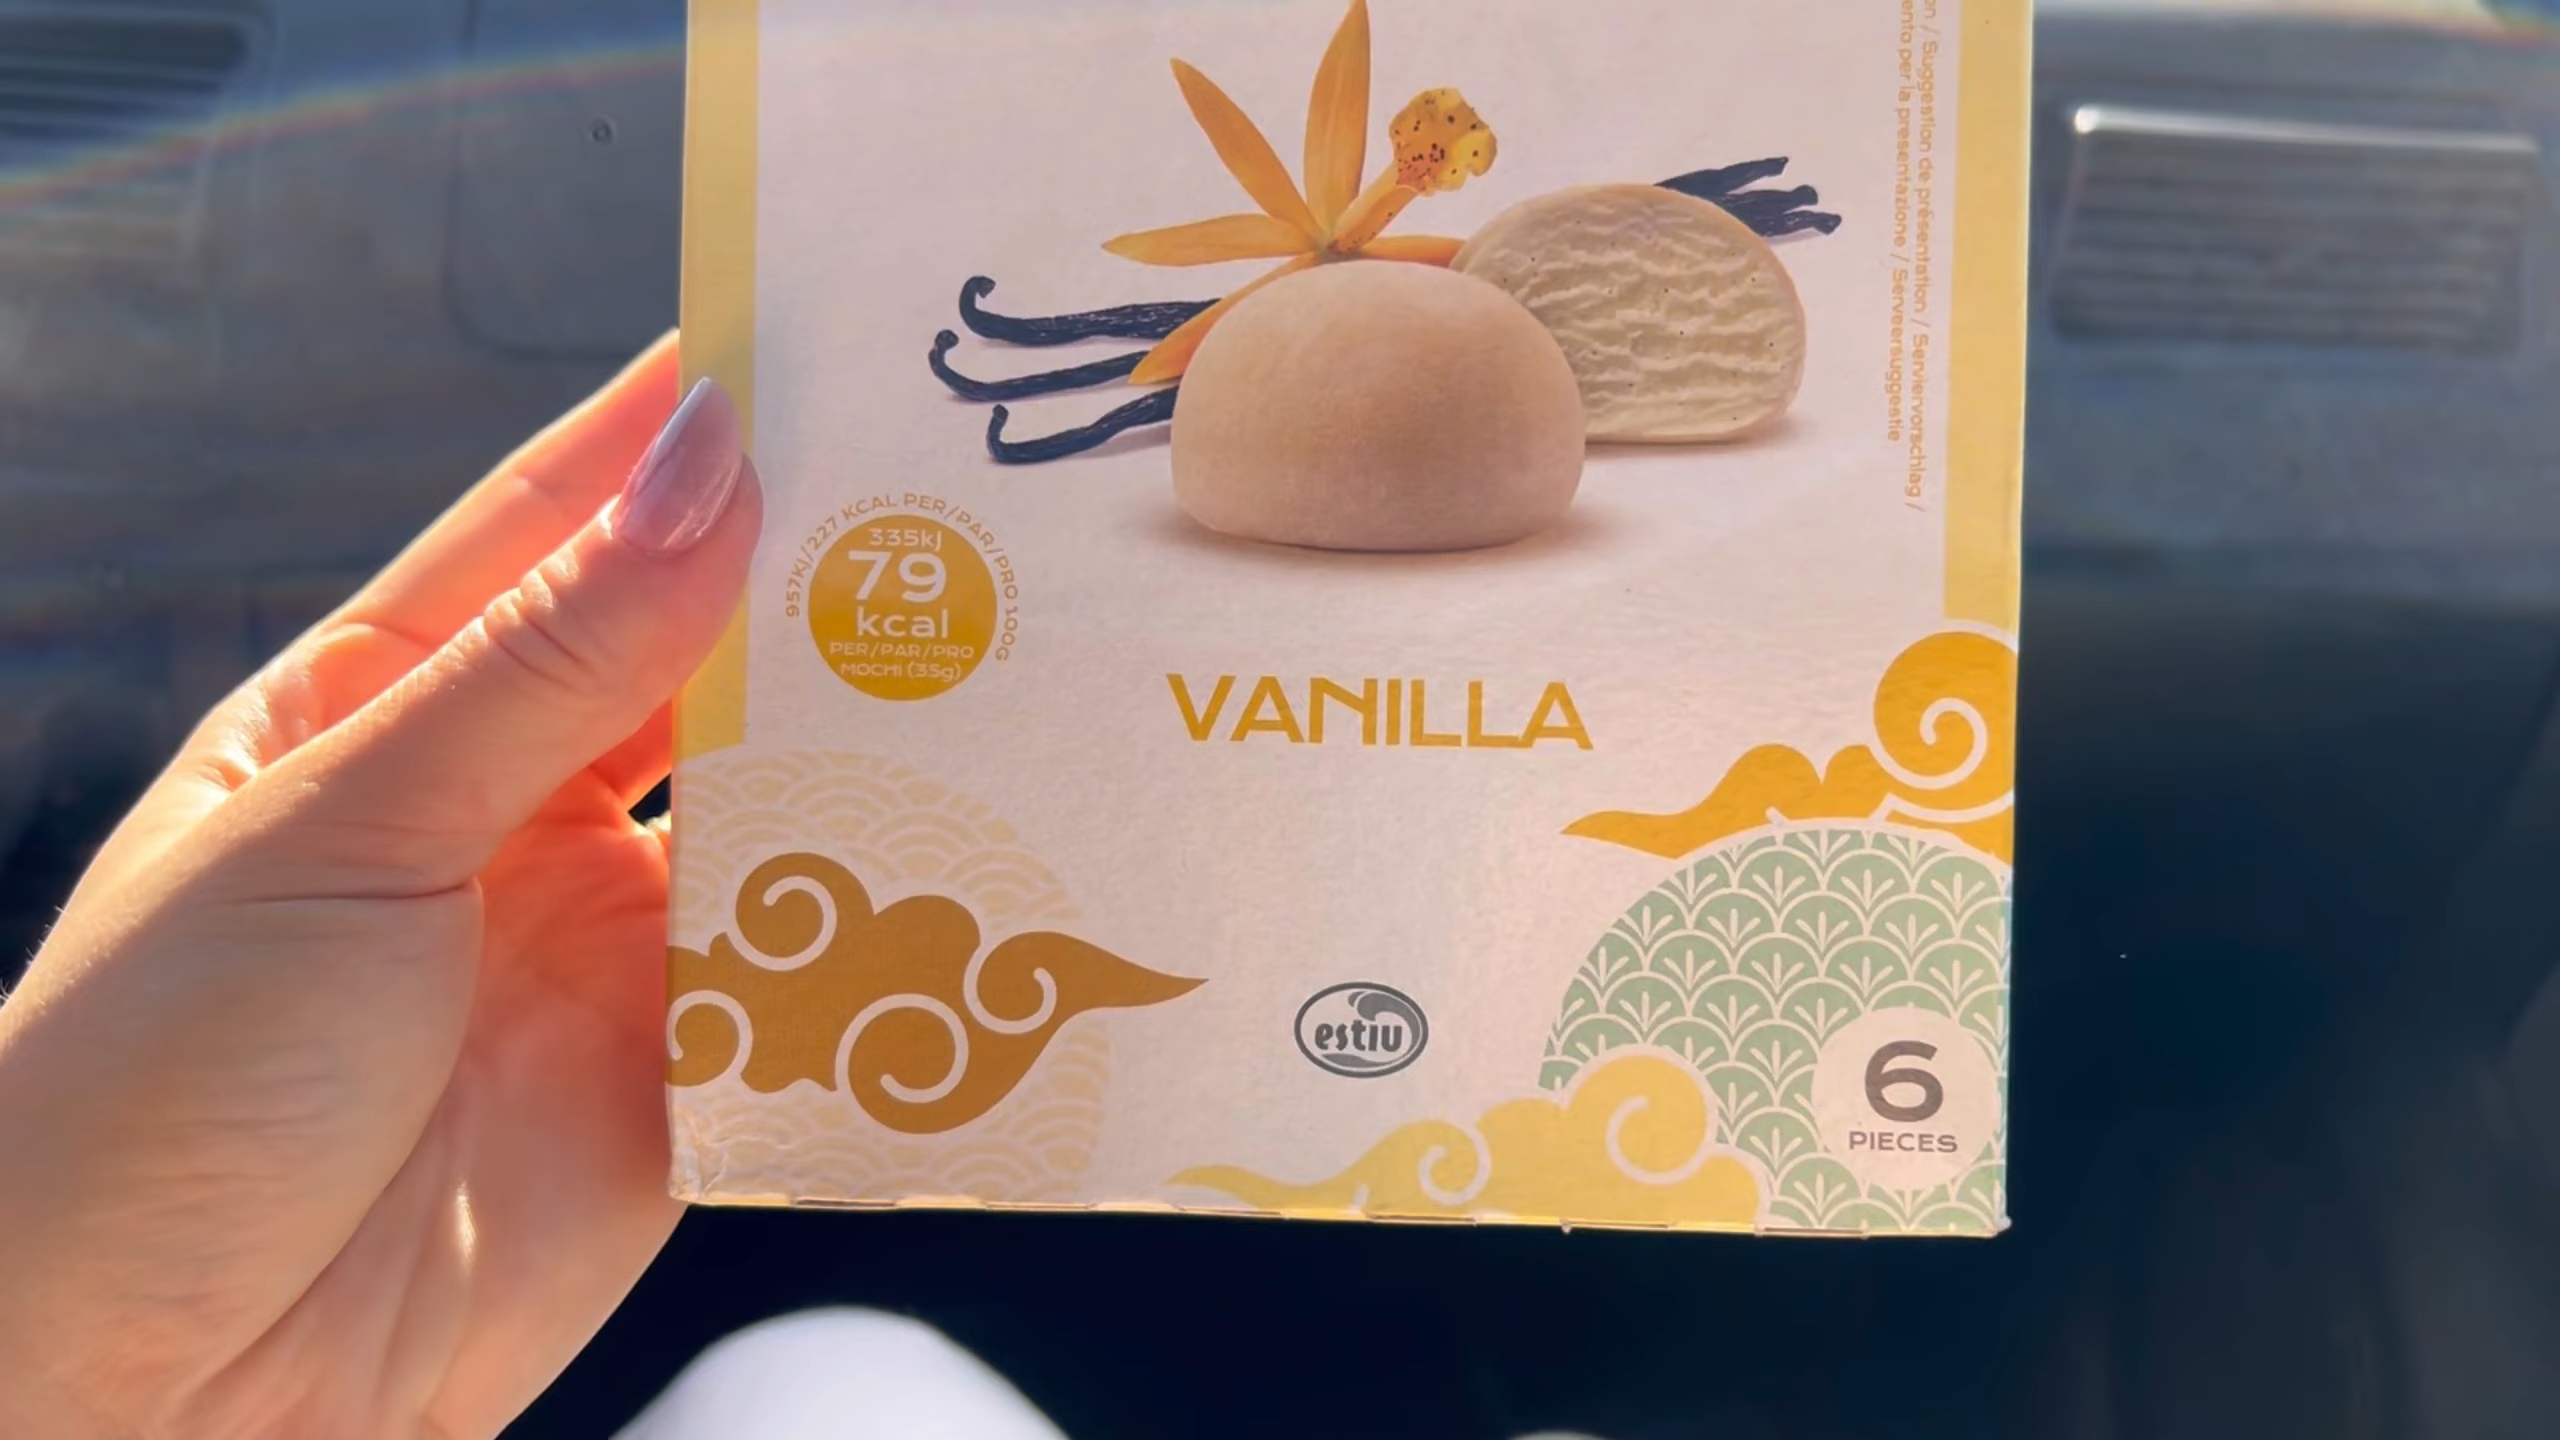 on / Suggestion de présentation / Serviervorschlag /
ento per la presentazione / Serveersuggestie
957KJ/227 KCAL PER/PAR/PRO 100G
335kJ
79
kcal
PER/PAR/PRO
MOCHI (35g)
VANILLA
estiu
6
PIECES